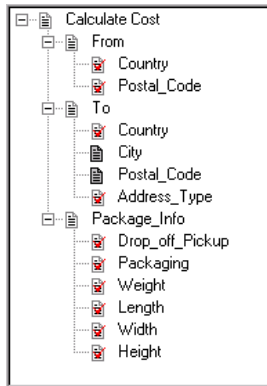 Calculate Cost
From
Country
Postal_Code
To
Country
City
Postal_Code
Address_Type
Package_Info
Drop_off_Pickup
Packaging
Weight
Length
Width
Height